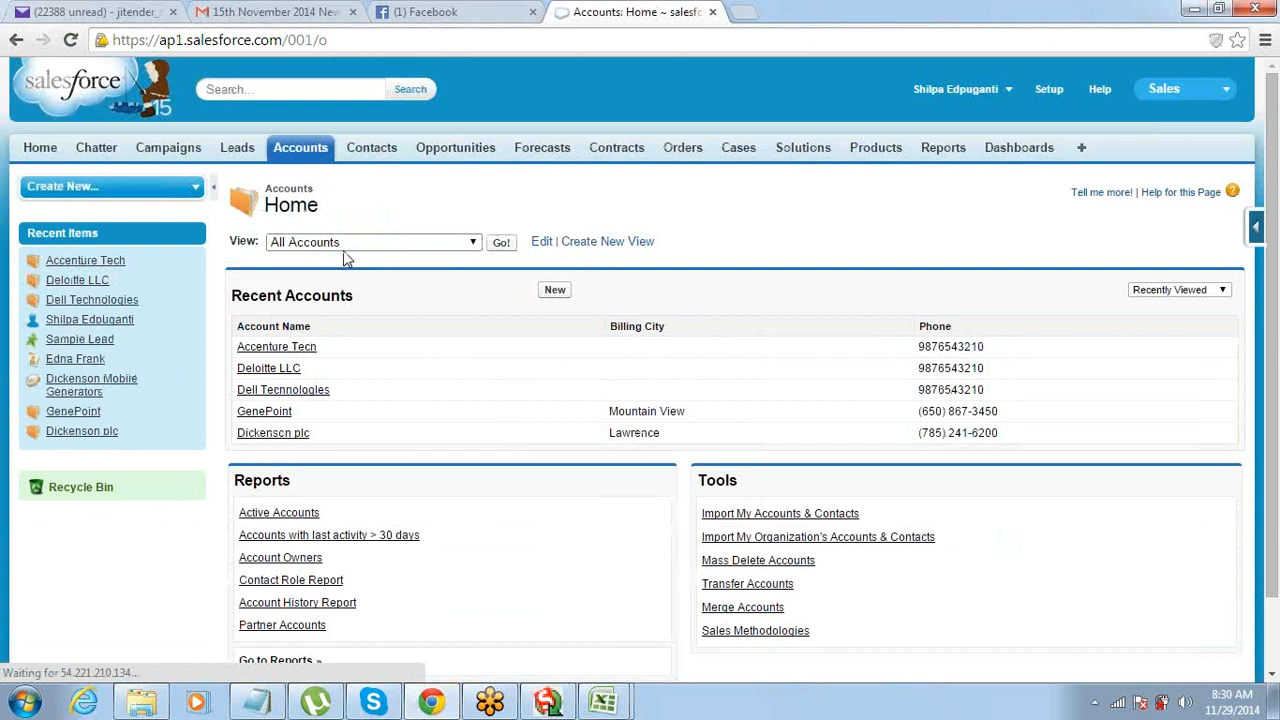 (22388 unread) - jitender_
15th November 2014 New
(1) Facebook
Accounts: Home ~ salesfo
https://ap1.salesforce.com/001/o
salesforce
15
Search...
Search
Shilpa Edpuganti
Setup
Help
Sales
Home
Chatter
Campaigns
Leads
Accounts
Contacts
Opportunities
Forecasts
Contracts
Orders
Cases
Solutions
Products
Reports
Dashboards
+
Create New...
Accounts
Home
Tell me more! | Help for this Page
View:
All Accounts
Go!
Edit | Create New View
Recent Items
Accenture Tech
Deloitte LLC
Dell Technologies
Shilpa Edpuganti
Sample Lead
Edna Frank
Dickenson Mobile
Generators
GenePoint
Dickenson plc
Recycle Bin
Recent Accounts
New
Recently Viewed
Account Name Billing City Phone
Accenture Tech 9876543210
Deloitte LLC 9876543210
Dell Technologies 9876543210
GenePoint Mountain View (650) 867-3450
Dickenson plc Lawrence (785) 241-6200
Reports
Active Accounts
Accounts with last activity > 30 days
Account Owners
Contact Role Report
Account History Report
Partner Accounts
Go to Reports »
Tools
Import My Accounts & Contacts
Import My Organization's Accounts & Contacts
Mass Delete Accounts
Transfer Accounts
Merge Accounts
Sales Methodologies
Waiting for 54.221.210.134...
8:30 AM
11/29/2014